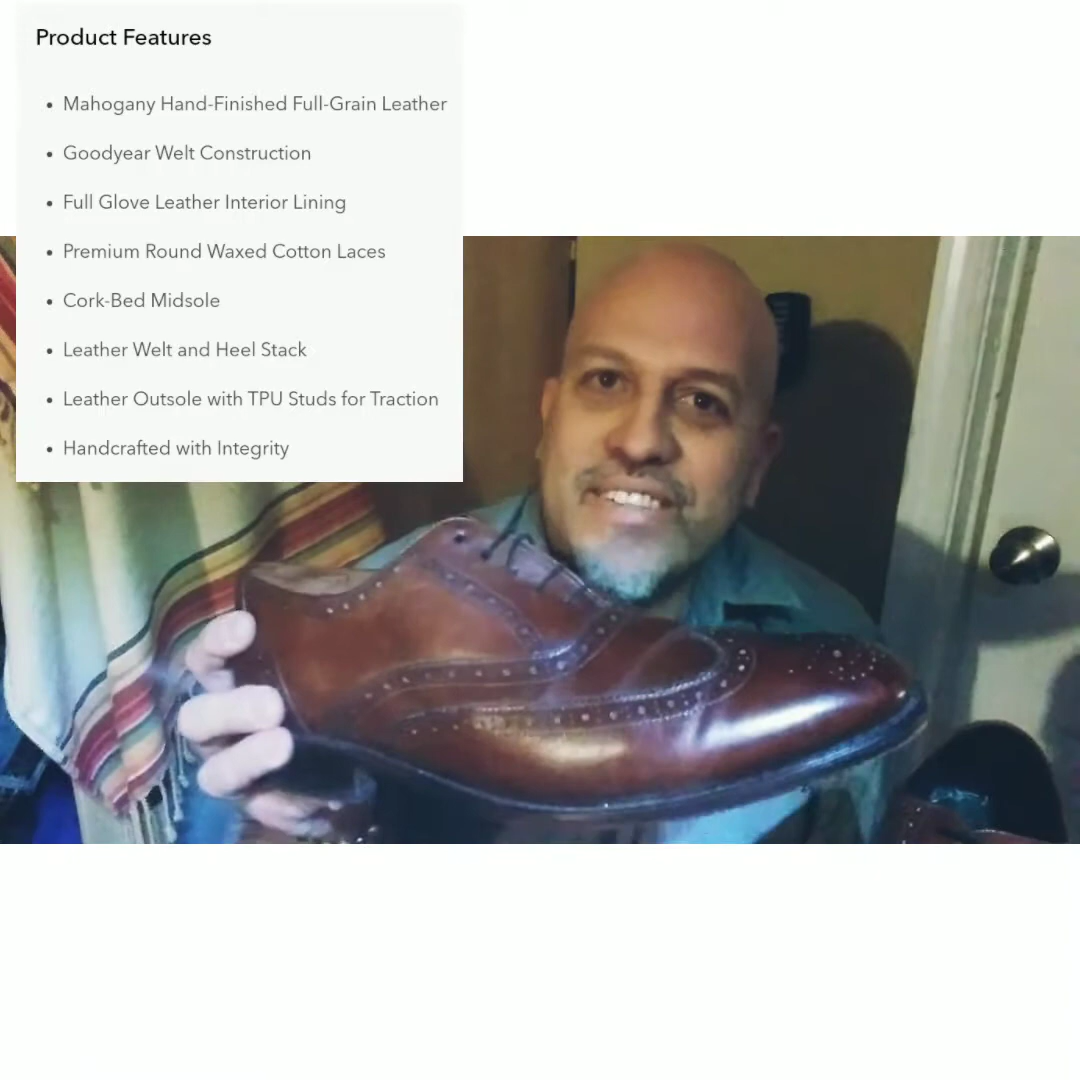 Product Features
• Mahogany Hand-Finished Full-Grain Leather
• Goodyear Welt Construction
• Full Glove Leather Interior Lining
• Premium Round Waxed Cotton Laces
• Cork-Bed Midsole
• Leather Welt and Heel Stack
• Leather Outsole with TPU Studs for Traction
• Handcrafted with Integrity